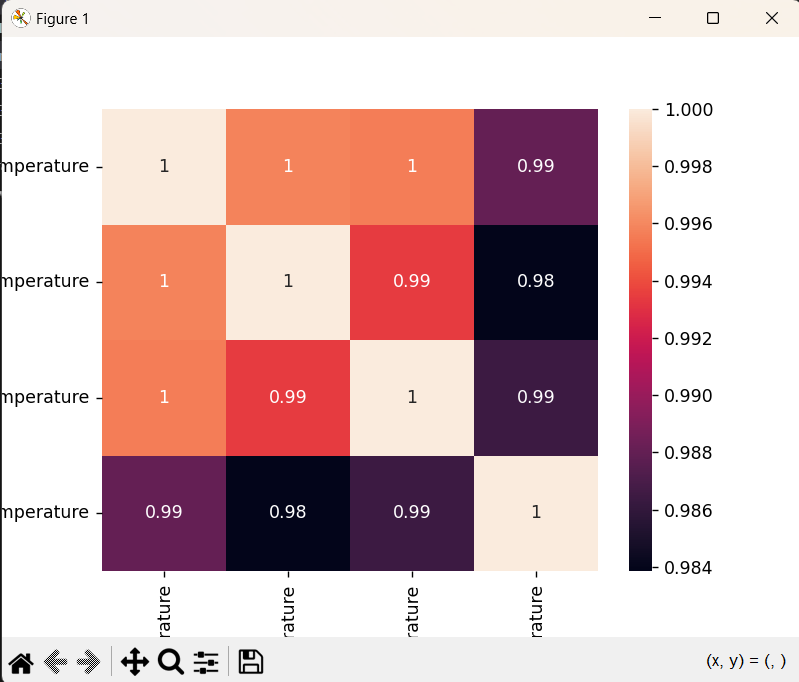 Figure 1
1.000
mperature 1 1 1 0.99
0.998
0.996
mperature 1 1 0.99 0.98
0.994
0.992
mperature 1 0.99 1 0.99
0.990
0.988
mperature 0.99 0.98 0.99 1
0.986
0.984
rature rature rature rature
(x, y) = (, )